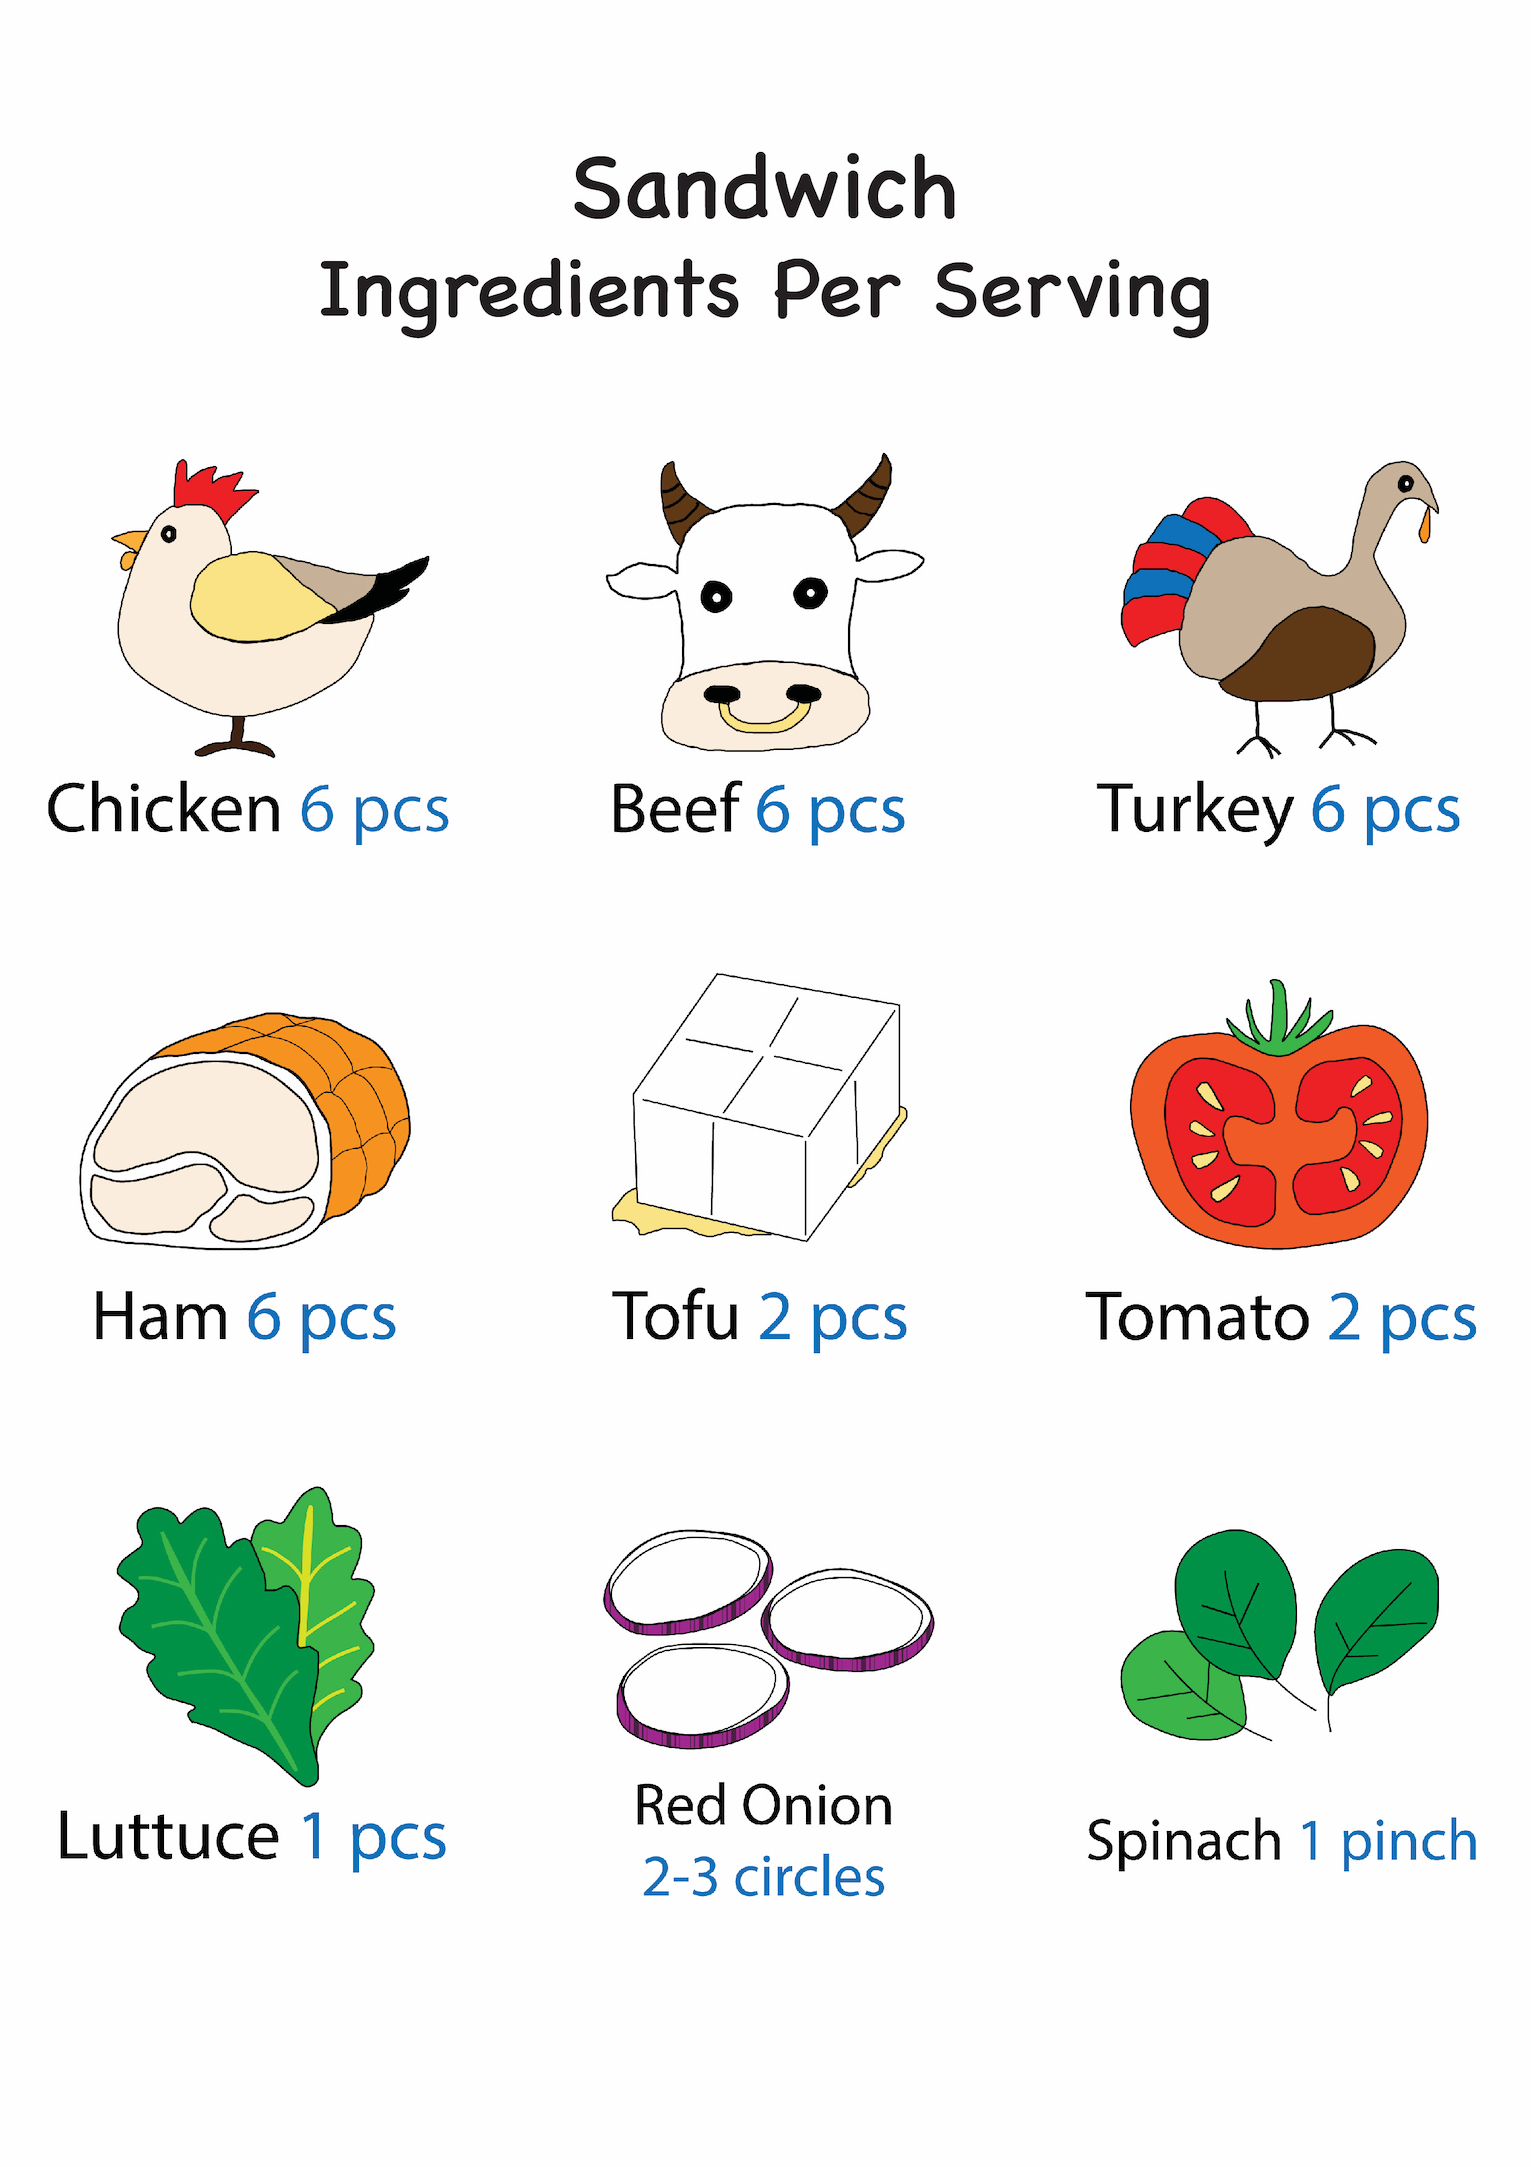 Sandwich
Ingredients Per Serving
Chicken 6 pcs
Beef 6 pcs
Turkey 6 pcs
Ham 6 pcs
Tofu 2 pcs
Tomato 2 pcs
Luttuce 1 pcs
Red Onion
2-3 circles
Spinach 1 pinch